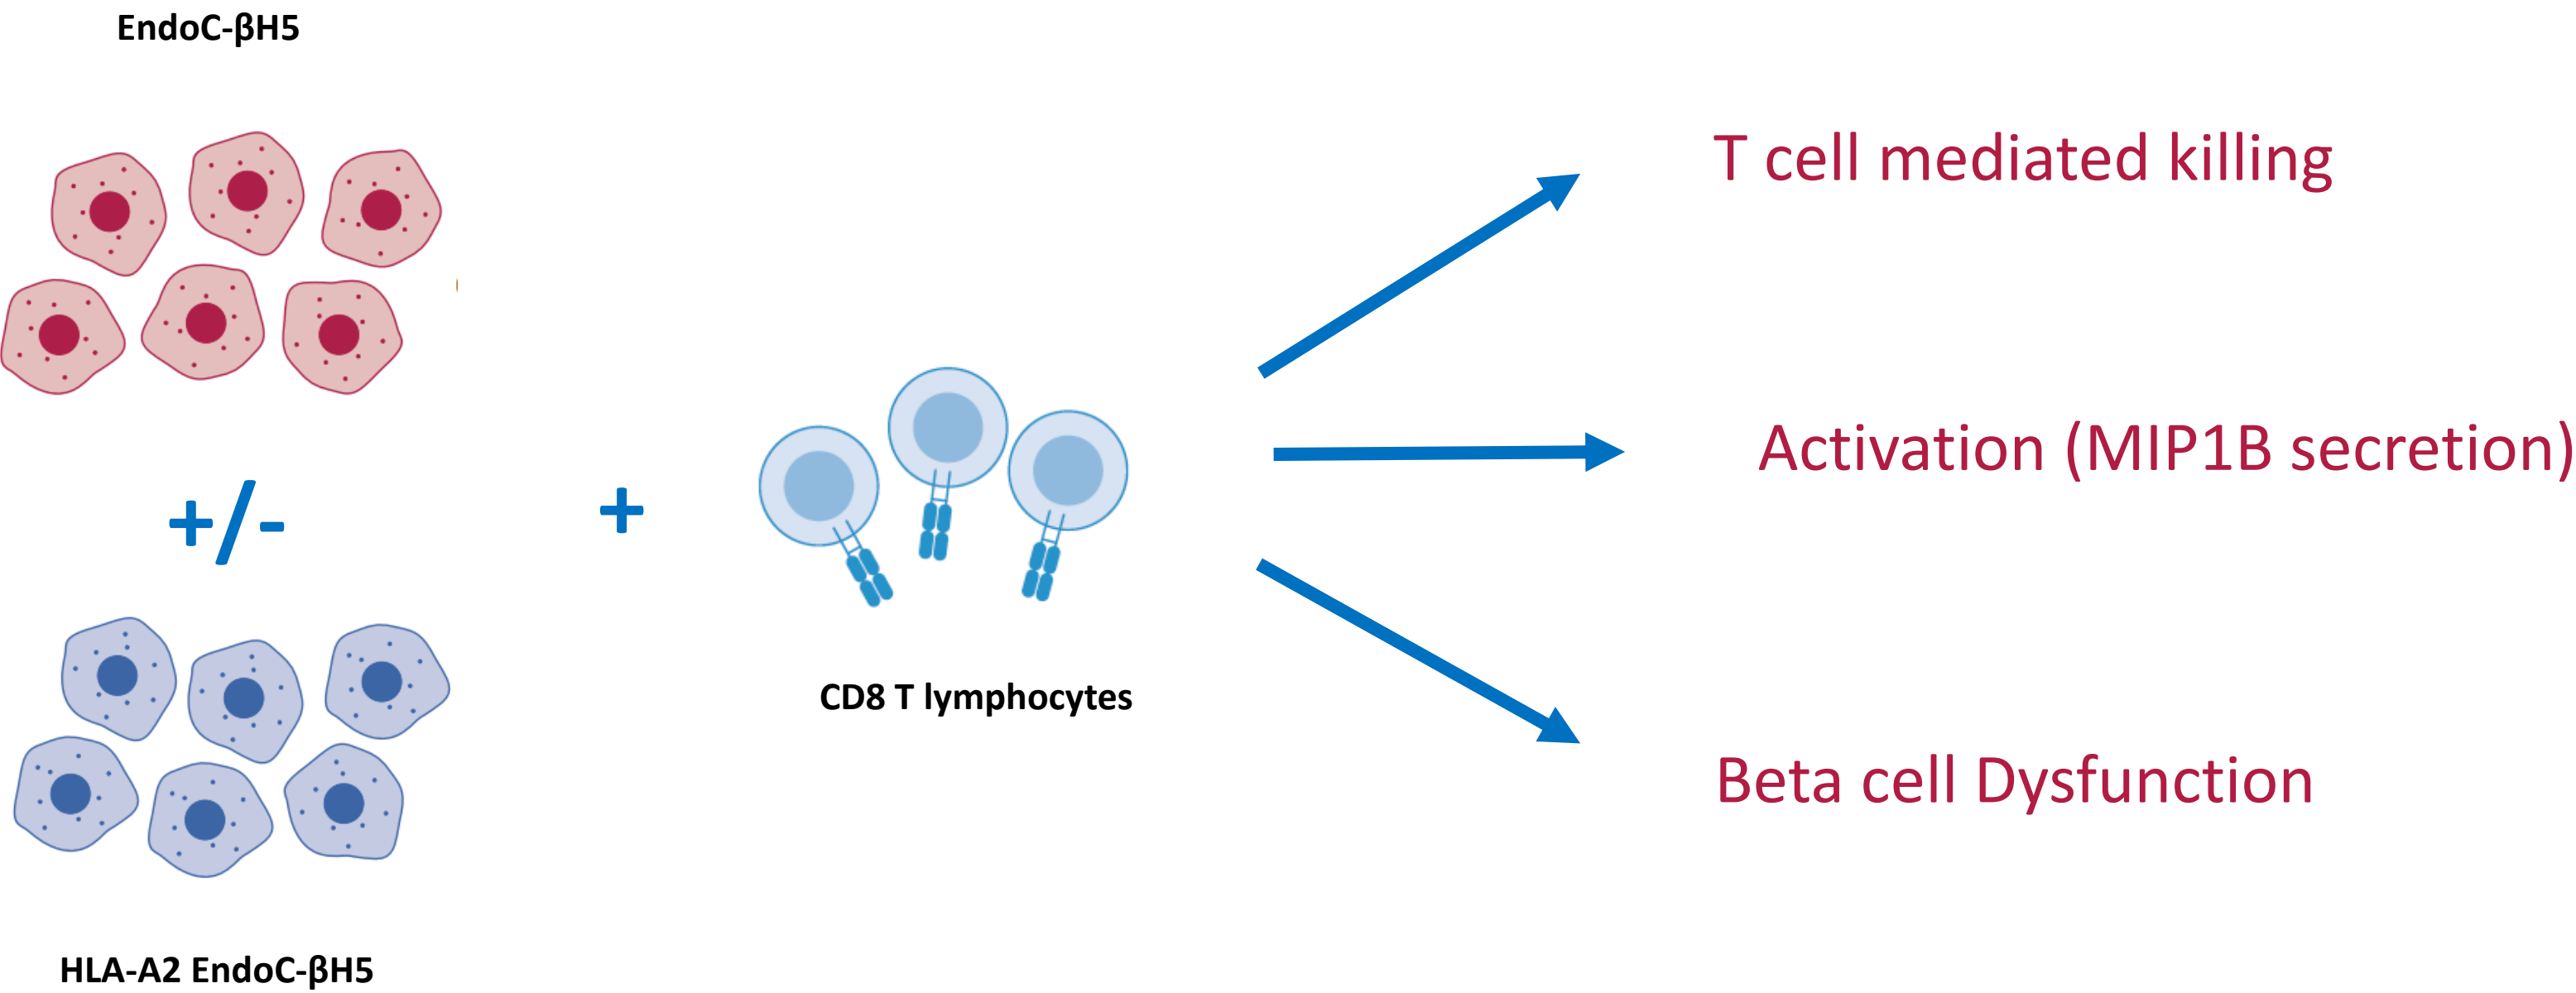 EndoC-βH5
+/-
HLA-A2 EndoC-βH5
+
CD8 T lymphocytes
T cell mediated killing
Activation (MIP1B secretion)
Beta cell Dysfunction